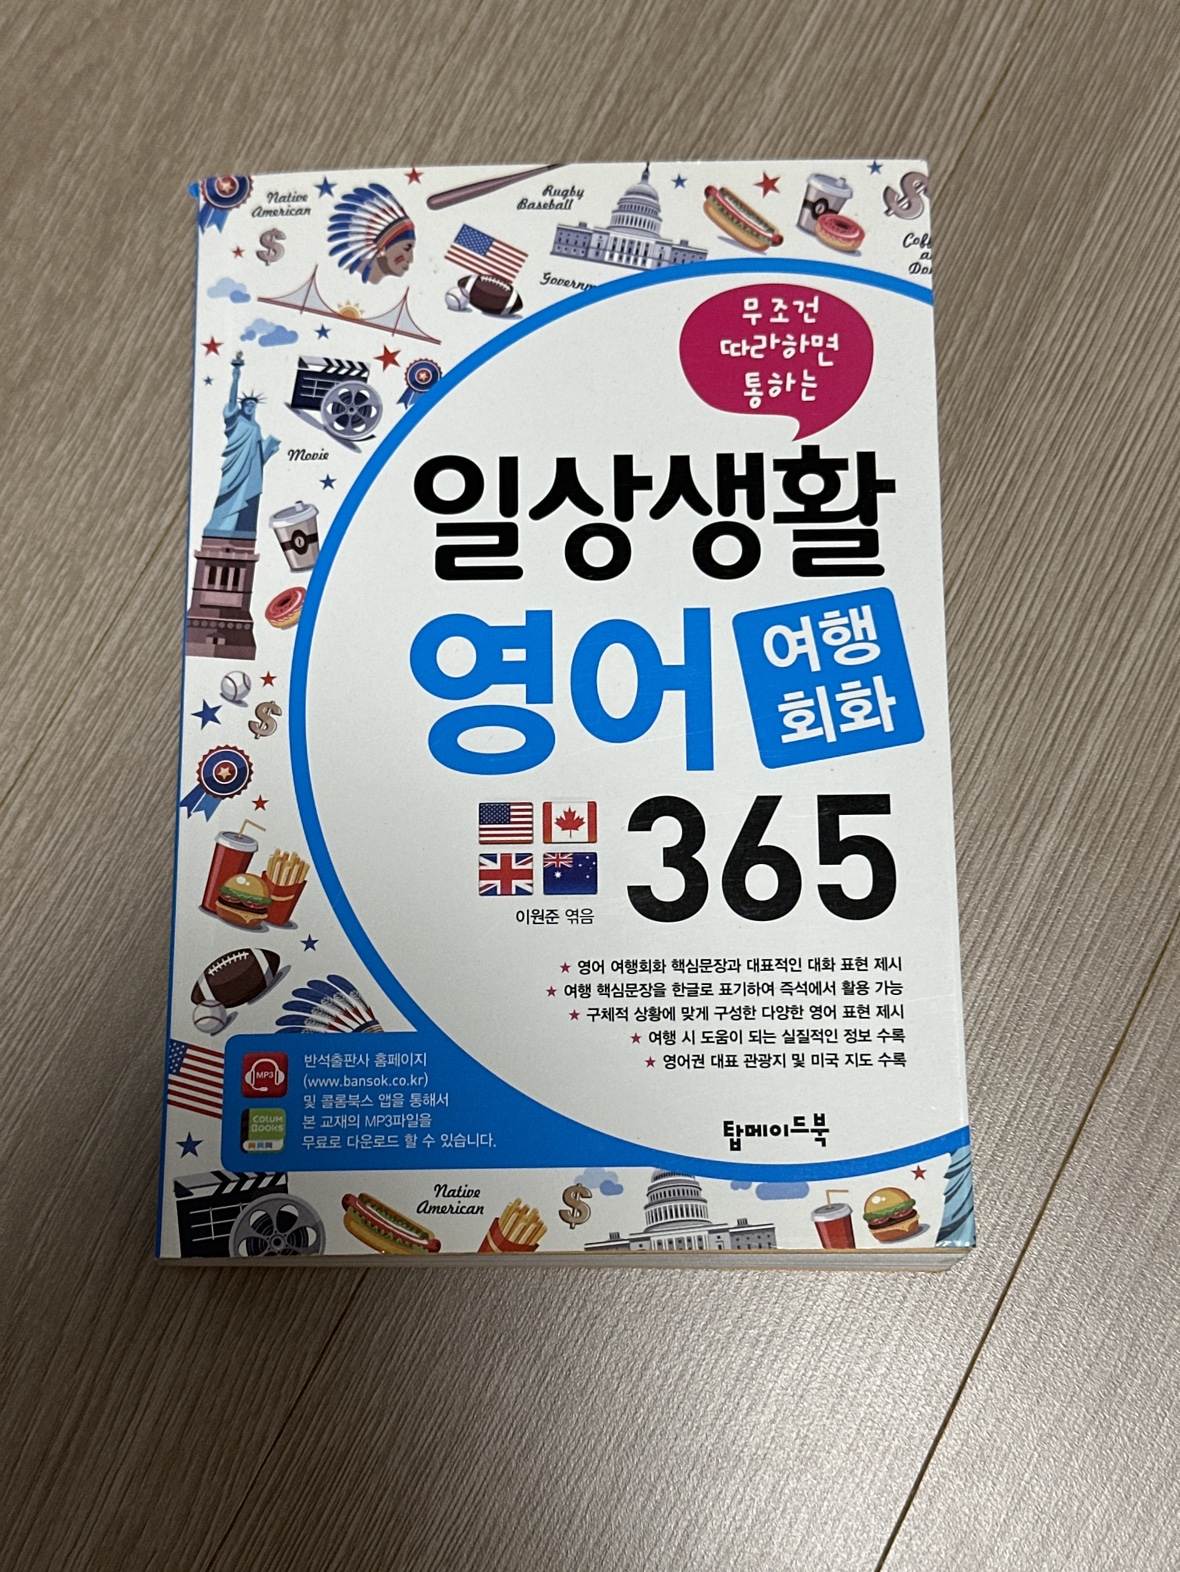 Native
American
Rugby
Baseball
Movie
무조건
따라하면
통하는
일상생활
영어
여행
회화
365
이원준 엮음
★ 영어 여행회화 핵심문장과 대표적인 대화 표현 제시
★ 여행 핵심문장을 한글로 표기하여 즉석에서 활용 가능
★ 구체적 상황에 맞게 구성한 다양한 영어 표현 제시
★ 여행 시 도움이 되는 실질적인 정보 수록
★ 영어권 대표 관광지 및 미국 지도 수록
MP3
COLUM
BOOKS
반석출판사 홈페이지
(www.bansok.co.kr)
및 콜롬북스 앱을 통해서
본 교재의 MP3파일을
무료로 다운로드 할 수 있습니다.
탑메이드북
Native
American